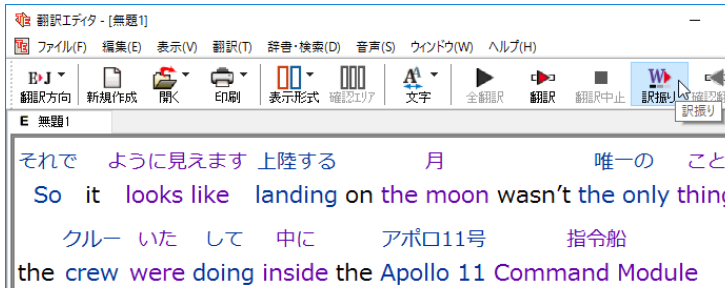 翻訳エディタ - [無題1]
ファイル(F) 編集(E) 表示(V) 翻訳(T) 辞書・検索(D) 音声(S) ウィンドウ(W) ヘルプ(H)
E▶J W
翻訳方向 新規作成 開く 印刷 表示形式 確認エリア 文字 全翻訳 翻訳 翻訳中止 訳振り
訳振り
E 無題1
それで ように見えます 上陸する 月 唯一の こと
So it looks like landing on the moon wasn't the only thing
クルー いた して 中に アポロ11号 指令船
the crew were doing inside the Apollo 11 Command Module